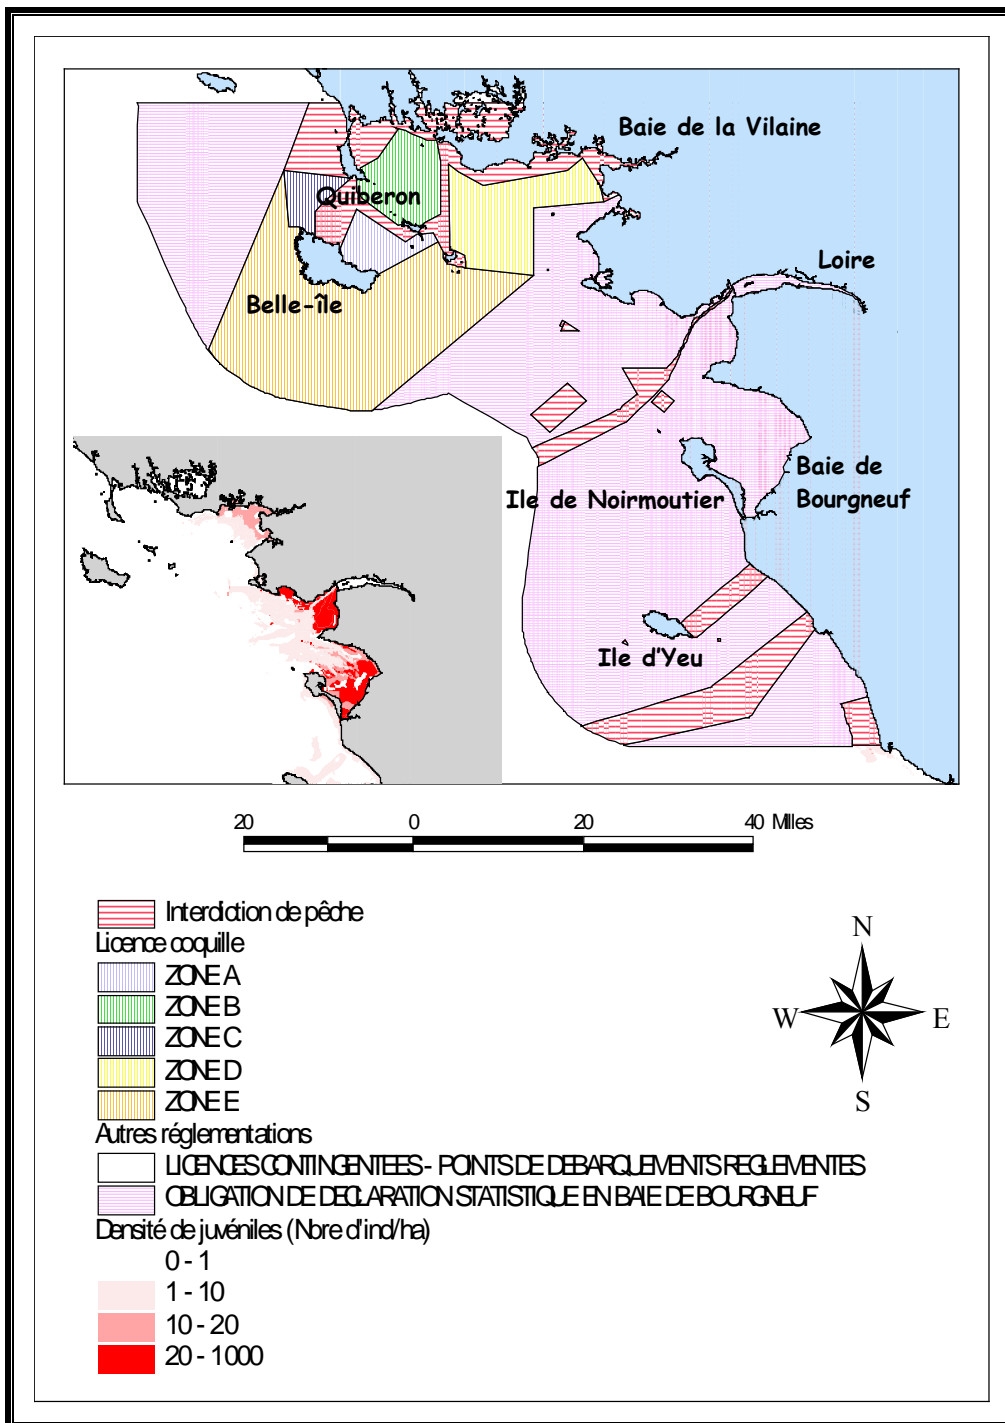 Baie de la Vilaine
Quiberon
Loire
Belle-île
Baie de
Bourgneuf
Ile de Noirmoutier
Ile d'Yeu
20 0 20 40 Milles
Interdiction de pêche
Licence coquille
ZONE A
ZONE B
ZONE C
ZONE D
ZONE E
Autres réglementations
LICENCES CONTINGENTEES - POINTS DE DEBARQUEMENTS REGLEMENTES
OBLIGATION DE DECLARATION STATISTIQUE EN BAIE DE BOURGNEUF
Densité de juvéniles (Nbre d'ind/ha)
0 - 1
1 - 10
10 - 20
20 - 1000
N
W E
S